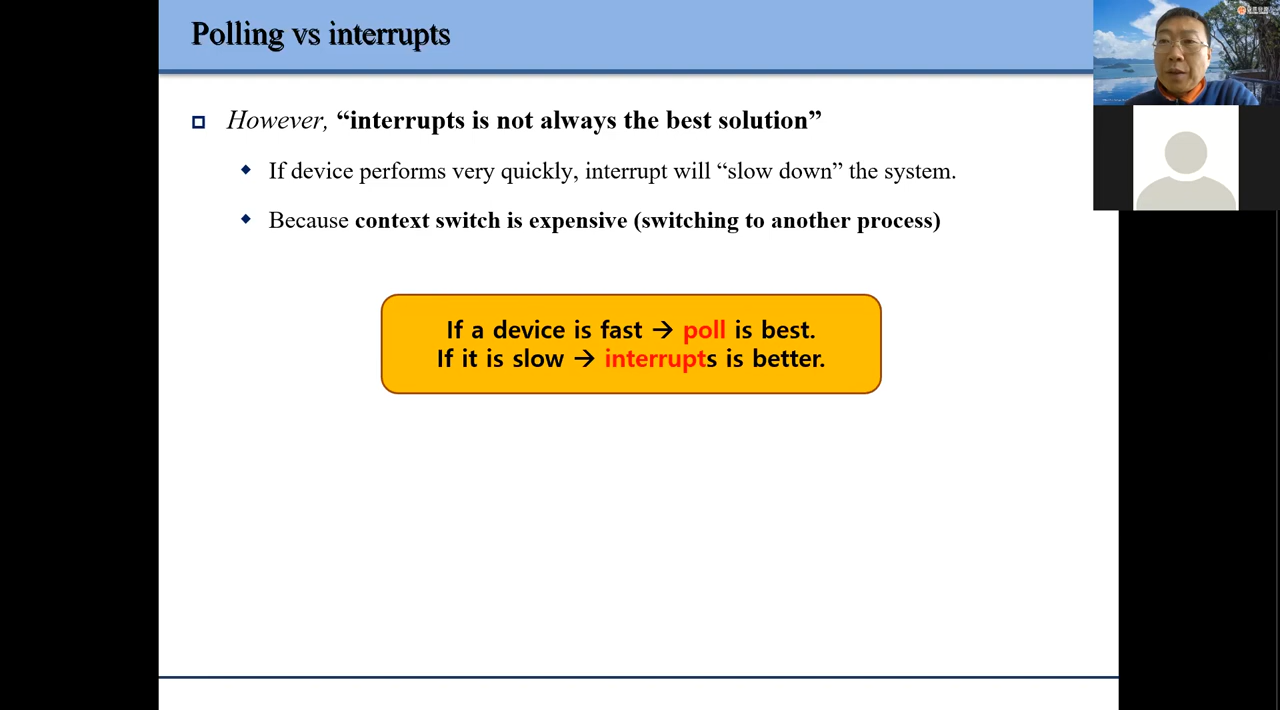 Polling vs interrupts
However, “interrupts is not always the best solution”
If device performs very quickly, interrupt will “slow down” the system.
Because context switch is expensive (switching to another process)
If a device is fast → poll is best.
If it is slow → interrupts is better.